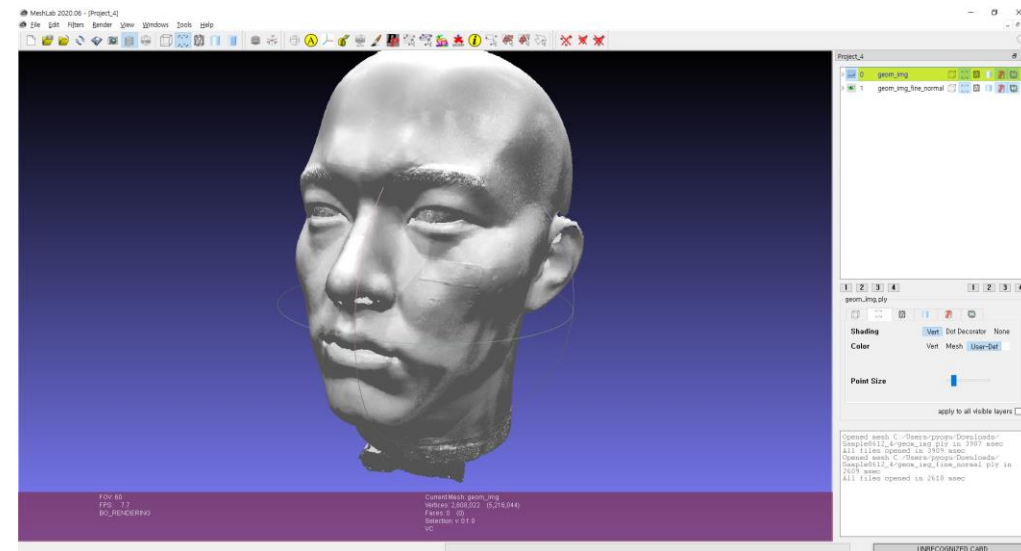 MeshLab 2020.06 - [Project_4]
File Edit Filters Render View Windows Tools Help
Project_4
0 geom_img
1 geom_img_fine_normal
1 2 3 4 1 2 3 4
geom_img.ply
Shading Vert Dot Decorator None
Color Vert Mesh User-Def
Point Size
apply to all visible layers
Opened mesh C:/Users/pyogu/Downloads/
Sample0612_4/geom_img.ply in 3907 msec
All files opened in 3909 msec
Opened mesh C:/Users/pyogu/Downloads/
Sample0612_4/geom_img_fine_normal.ply in
2609 msec
All files opened in 2610 msec
FOV: 60
FPS: 7.7
BO_RENDERING
Current Mesh: geom_img
Vertices: 2,608,022 (5,216,044)
Faces: 0 (0)
Selection: v: 0 f: 0
VC
UNRECOGNIZED CARD